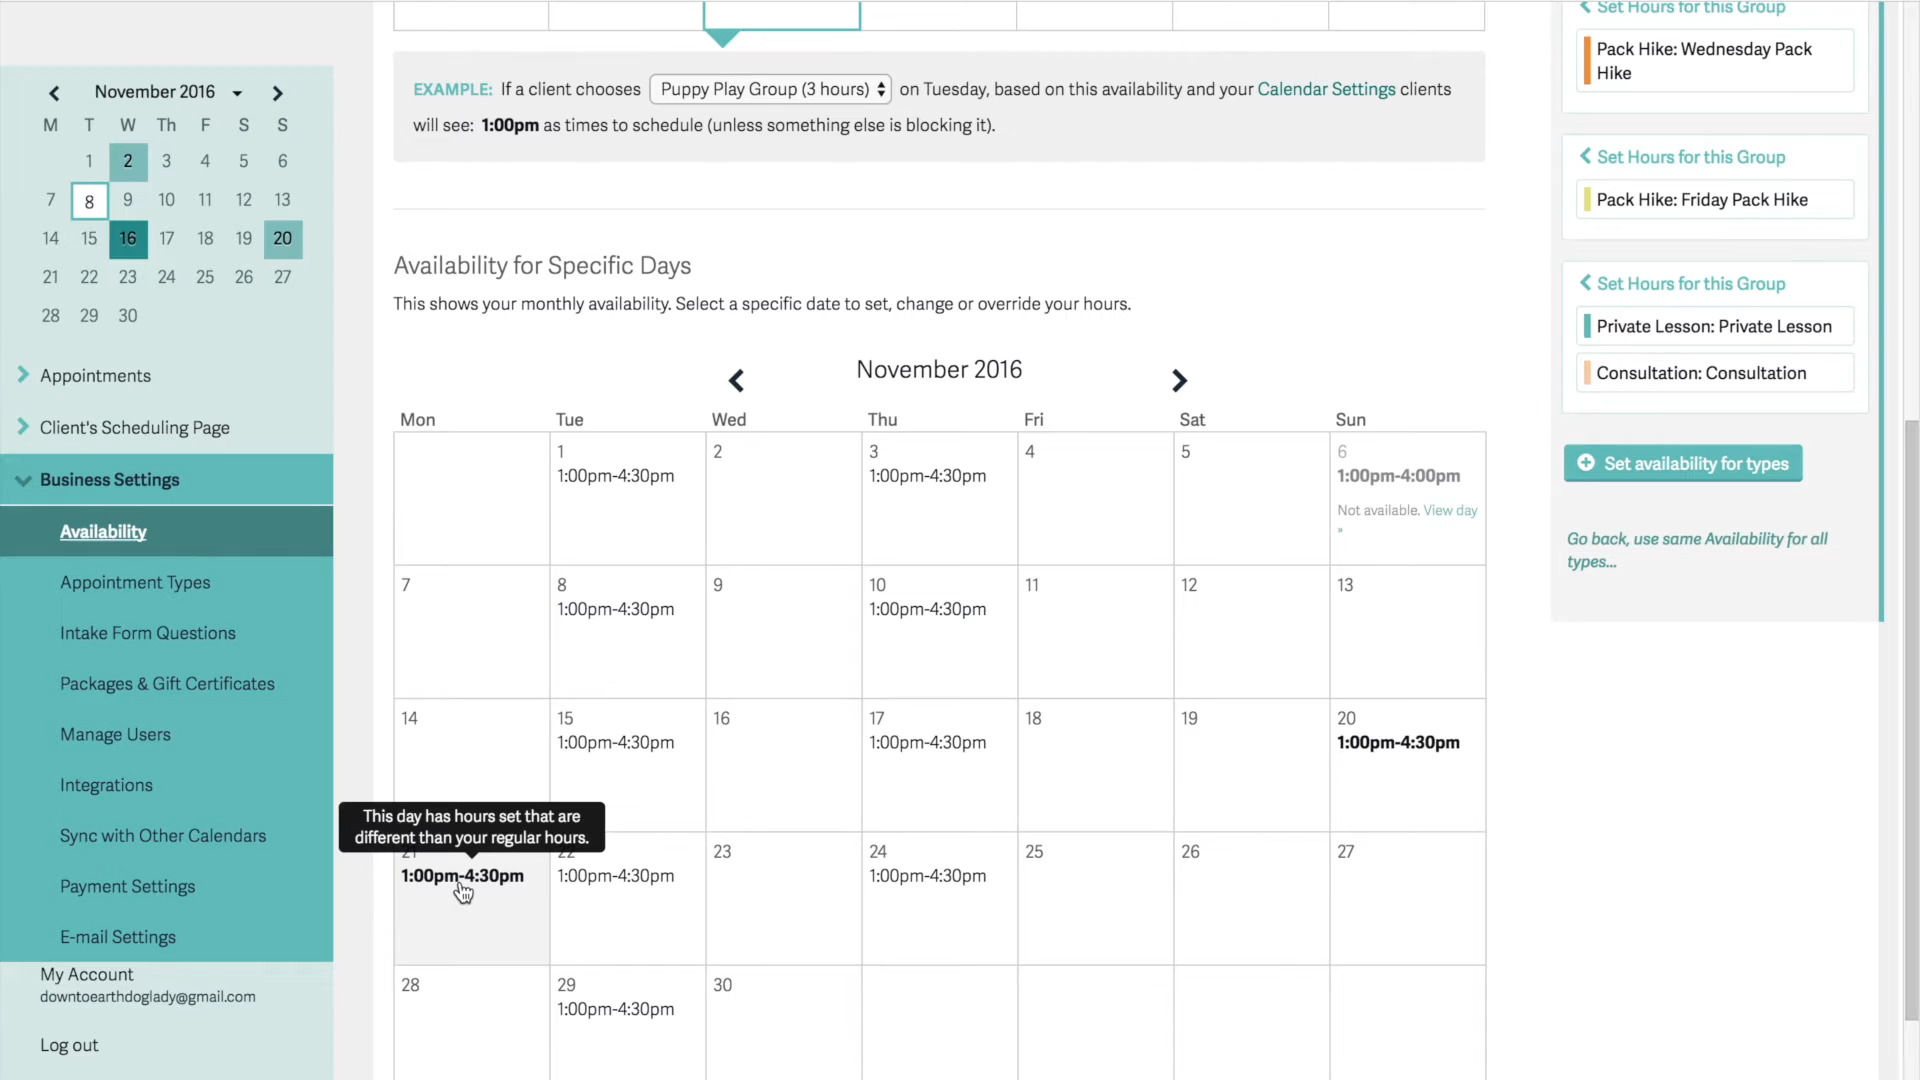 November 2016
M T W Th F S S
1 2 3 4 5 6
7 8 9 10 11 12 13
14 15 16 17 18 19 20
21 22 23 24 25 26 27
28 29 30
Appointments
Client's Scheduling Page
Business Settings
Availability
Appointment Types
Intake Form Questions
Packages & Gift Certificates
Manage Users
Integrations
Sync with Other Calendars
Payment Settings
E-mail Settings
My Account
downtoearthdoglady@gmail.com
Log out
EXAMPLE: If a client chooses Puppy Play Group (3 hours) on Tuesday, based on this availability and your Calendar Settings clients
will see: 1:00pm as times to schedule (unless something else is blocking it).
Availability for Specific Days
This shows your monthly availability. Select a specific date to set, change or override your hours.
November 2016
Mon Tue Wed Thu Fri Sat Sun
1 2 3 4 5 6
1:00pm-4:30pm 1:00pm-4:30pm 1:00pm-4:00pm
Not available. View day
»
7 8 9 10 11 12 13
1:00pm-4:30pm 1:00pm-4:30pm
14 15 16 17 18 19 20
1:00pm-4:30pm 1:00pm-4:30pm 1:00pm-4:30pm
This day has hours set that are
different than your regular hours.
21 22 23 24 25 26 27
1:00pm-4:30pm 1:00pm-4:30pm 1:00pm-4:30pm
28 29 30
1:00pm-4:30pm
Set Hours for this Group
Pack Hike: Wednesday Pack
Hike
Set Hours for this Group
Pack Hike: Friday Pack Hike
Set Hours for this Group
Private Lesson: Private Lesson
Consultation: Consultation
Set availability for types
Go back, use same Availability for all
types...